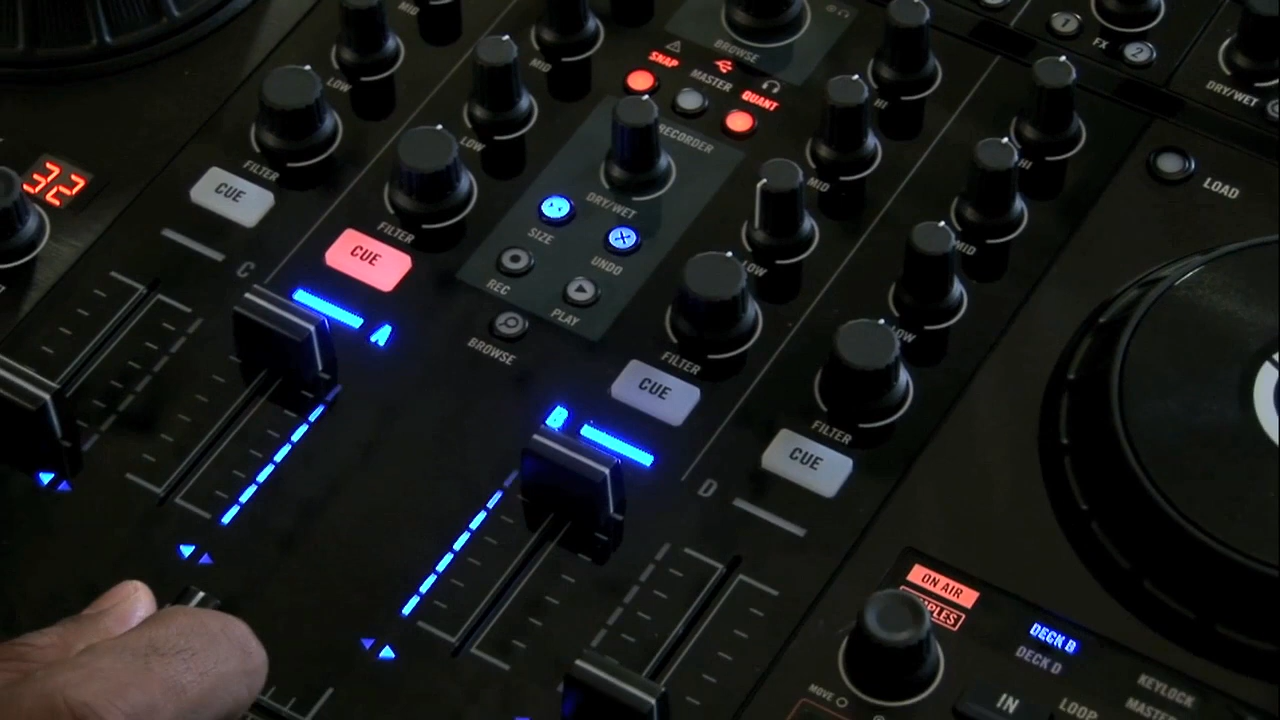 MID
LOW
MID
BROWSE
SNAP
MASTER
QUANT
HI
FX
1
2
DRY/WET
LOW
RECORDER
MID
HI
LOAD
FILTER
CUE
32
DRY/WET
SIZE
UNDO
REC
PLAY
BROWSE
FILTER
CUE
C
A
LOW
MID
FILTER
CUE
LOW
FILTER
CUE
B
D
ON AIR
DECK B
DECK D
KEYLOCK
MOVE
IN
LOOP